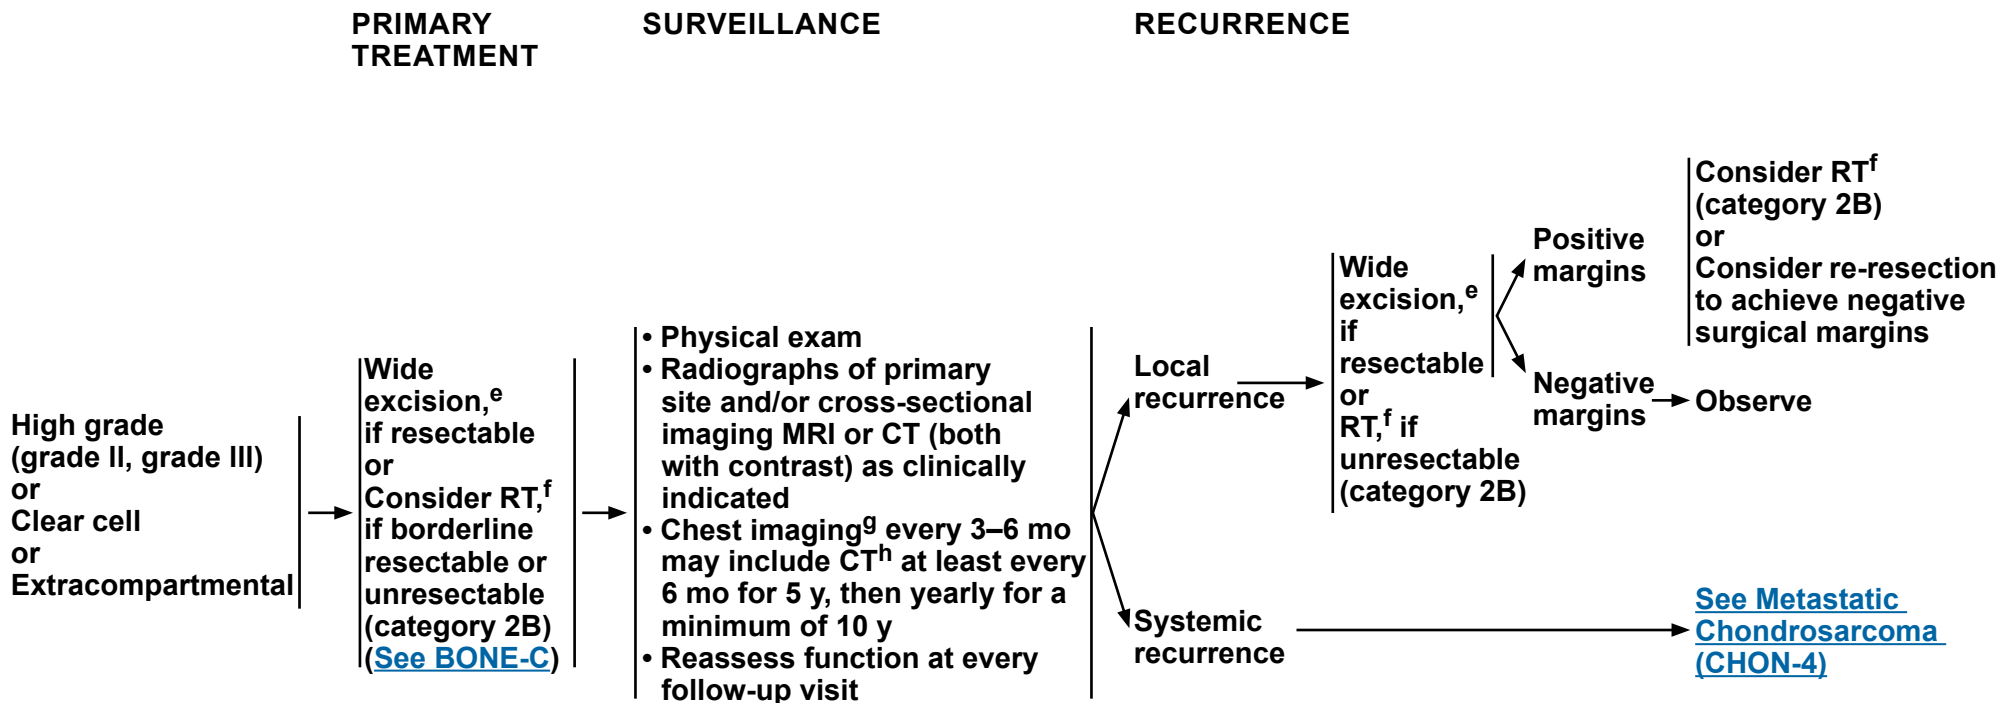 PRIMARY
TREATMENT
SURVEILLANCE
RECURRENCE
High grade
(grade II, grade III)
or
Clear cell
or
Extracompartmental
Wide
excision,e
if resectable
or
Consider RT,f
if borderline
resectable or
unresectable
(category 2B)
(See BONE-C)
• Physical exam
• Radiographs of primary
site and/or cross-sectional
imaging MRI or CT (both
with contrast) as clinically
indicated
• Chest imagingg every 3–6 mo
may include CTh at least every
6 mo for 5 y, then yearly for a
minimum of 10 y
• Reassess function at every
follow-up visit
Local
recurrence
Wide
excision,e
if
resectable
or
RT,f if
unresectable
(category 2B)
Positive
margins
Consider RTf
(category 2B)
or
Consider re-resection
to achieve negative
surgical margins
Negative
margins
Observe
Systemic
recurrence
See Metastatic
Chondrosarcoma
(CHON-4)